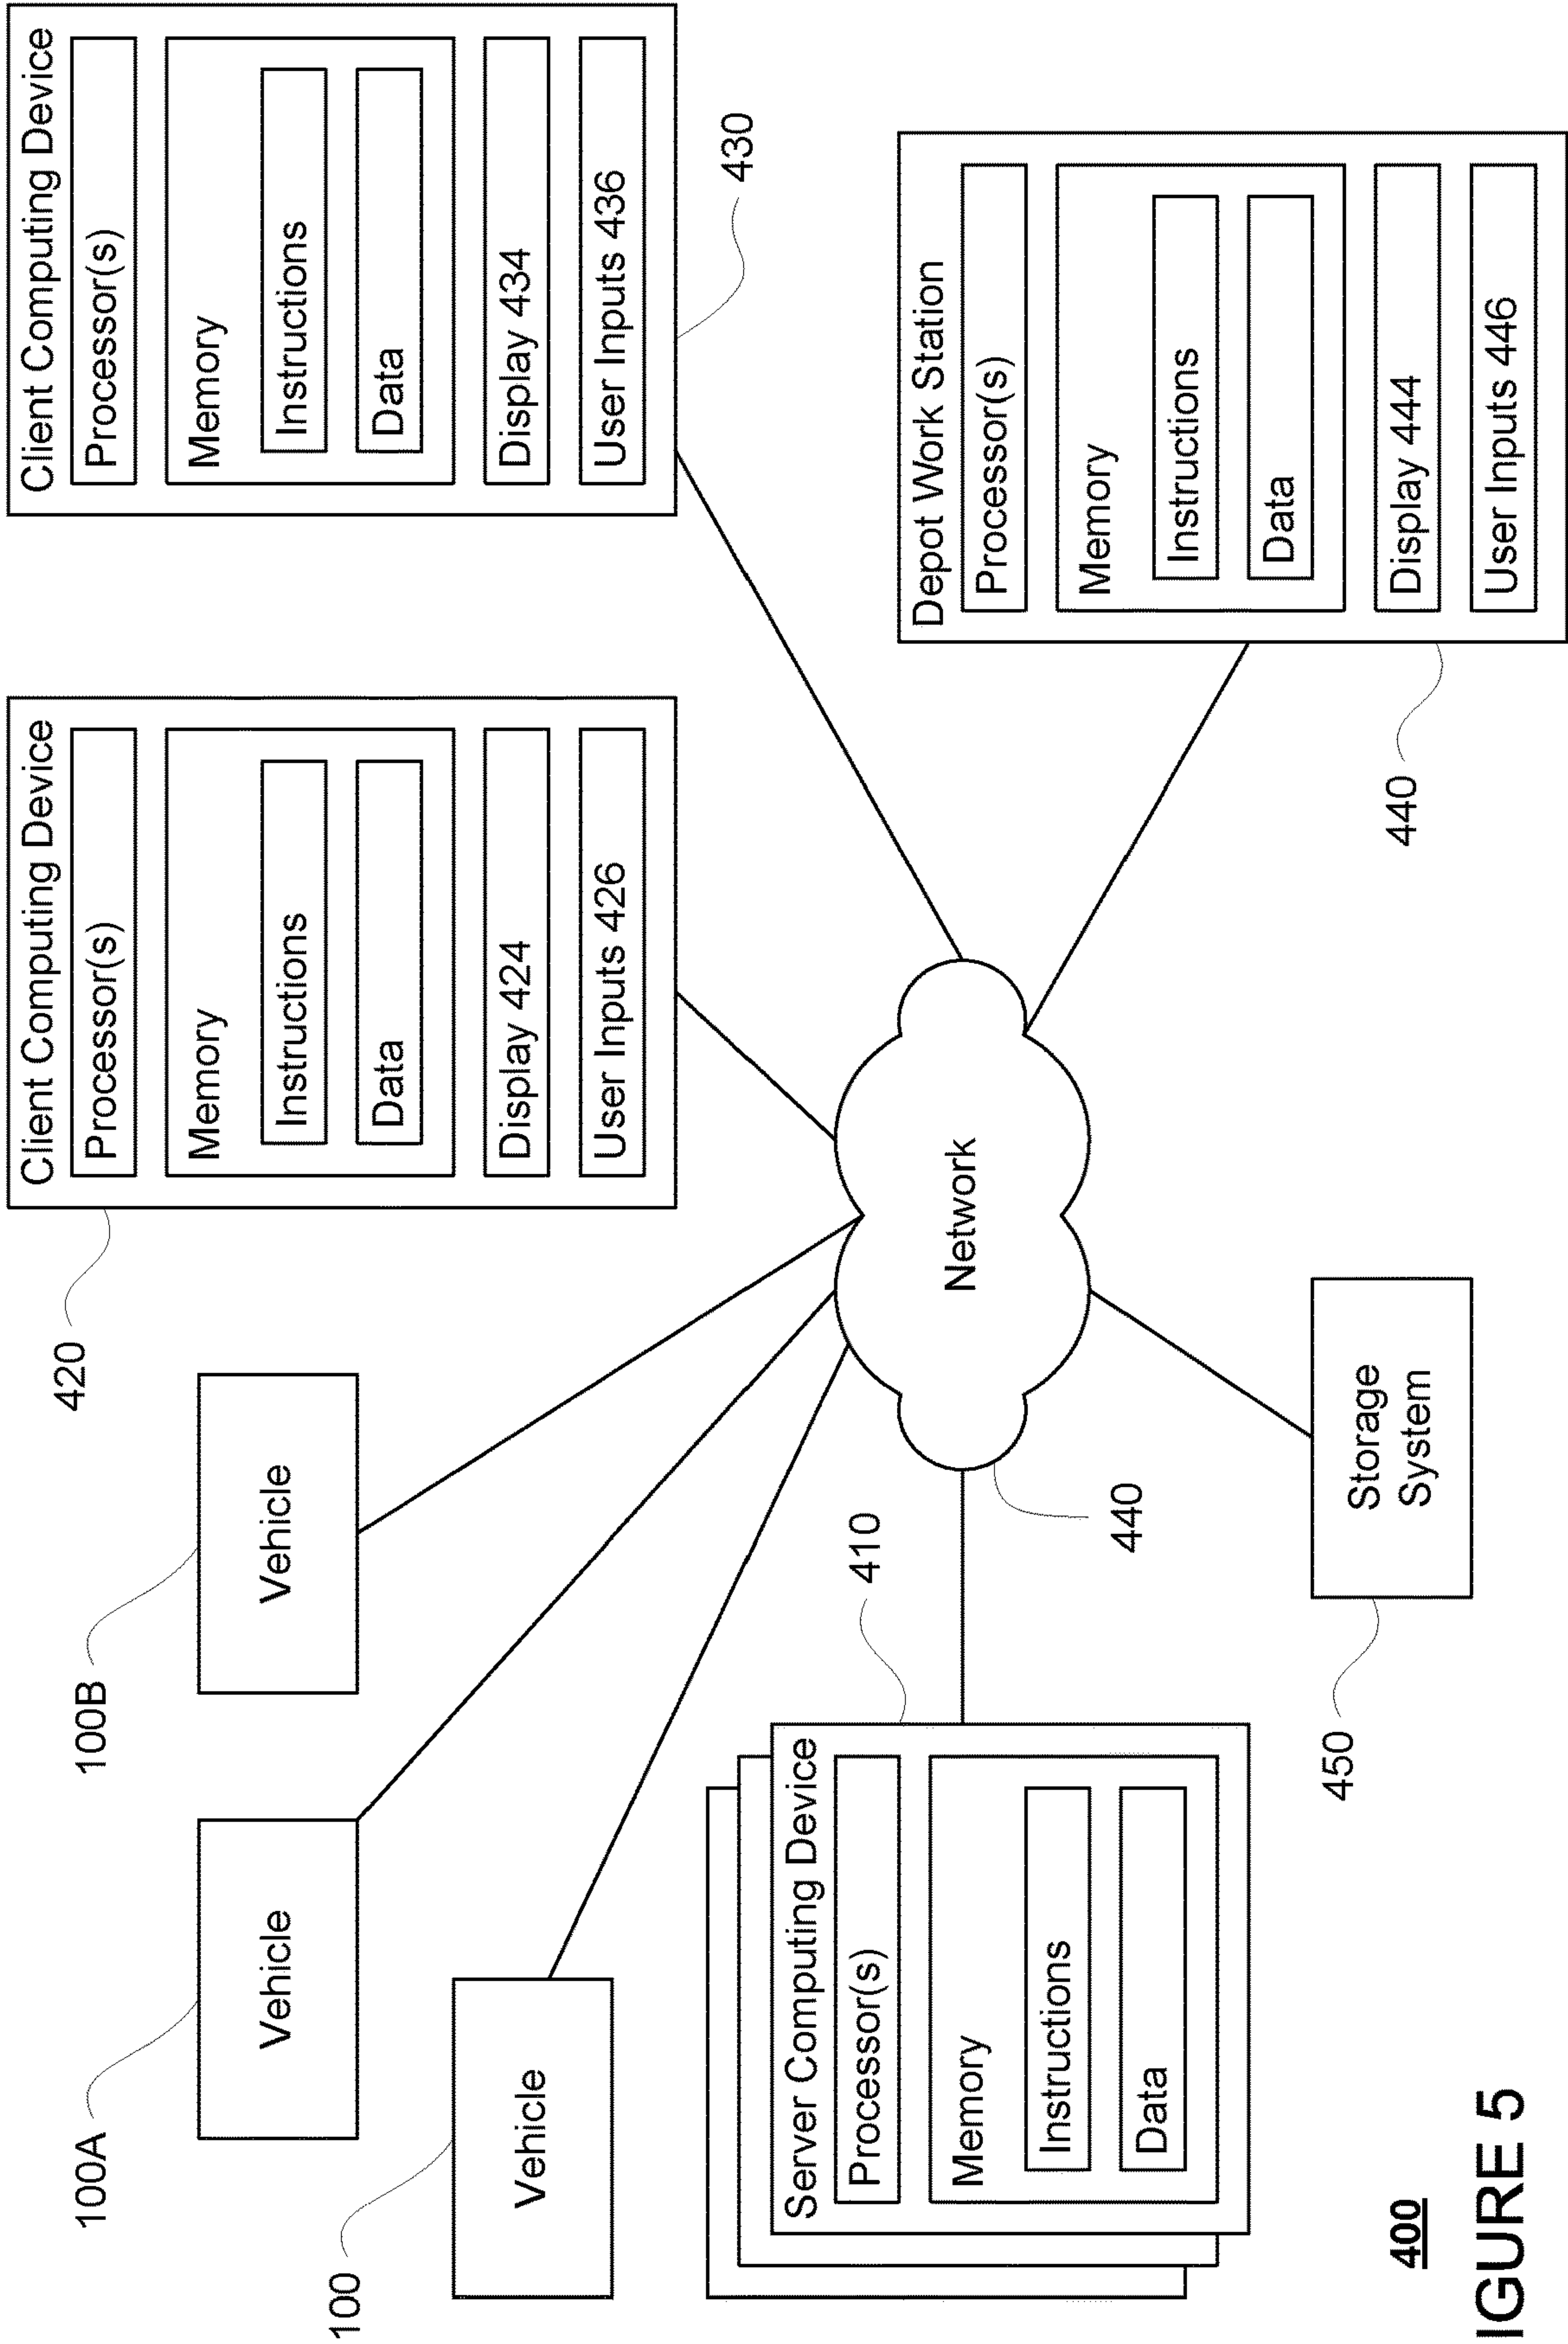 100A
100B
420
Vehicle
Vehicle
100
Vehicle
Client Computing Device
Processor(s)
Memory
Instructions
Data
Display 424
User Inputs 426
Client Computing Device
Processor(s)
Memory
Instructions
Data
Display 434
User Inputs 436
430
Server Computing Device
Processor(s)
Memory
Instructions
Data
410
Network
440
Depot Work Station
Processor(s)
Memory
Instructions
Data
Display 444
User Inputs 446
440
450
Storage
System
400
IGURE 5